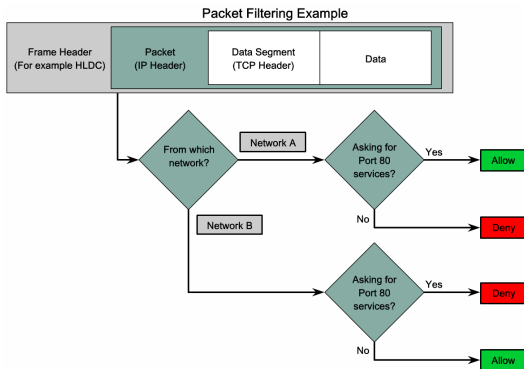 Packet Filtering Example
Frame Header
(For example HLDC)
Packet
(IP Header)
Data Segment
(TCP Header)
Data
From which
network?
Network A
Asking for
Port 80
services?
Yes
Allow
No
Deny
Network B
Asking for
Port 80
services?
Yes
Deny
No
Allow